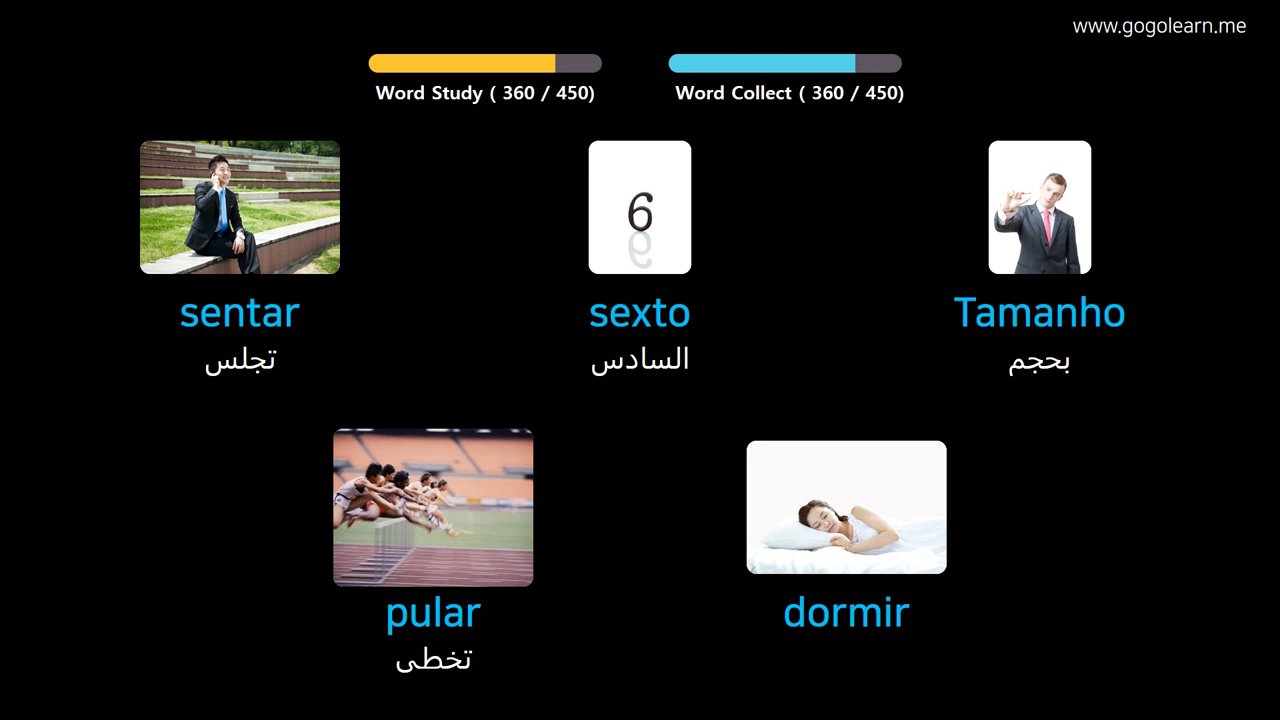 www.gogolearn.me
Word Study ( 360 / 450)
Word Collect ( 360 / 450)
6
sentar
sexto
Tamanho
تجلس
السادس
بحجم
pular
dormir
تخطى